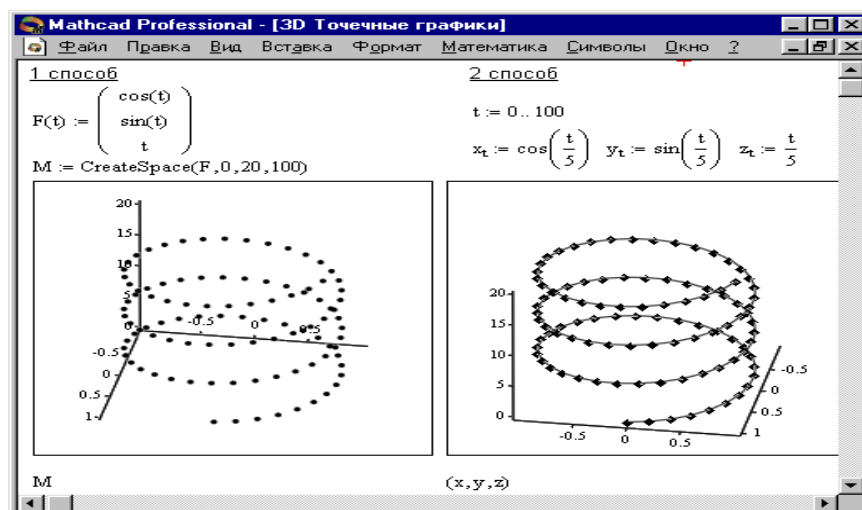 Mathcad Professional - [3D Точечные графики]
Файл Правка Вид Вставка Формат Математика Символы Окно ?
1 способ
F(t) := ( cos(t) sin(t) t )
M := CreateSpace(F,0,20,100)
20
15
10
5
0
-0.5 0 0.5
-0.5
0
0.5
1
M
2 способ
t := 0.. 100
x_t := cos(t/5) y_t := sin(t/5) z_t := t/5
20
15
10
5
0
-0.5 0 0.5
-0.5
0
0.5
1
(x,y,z)